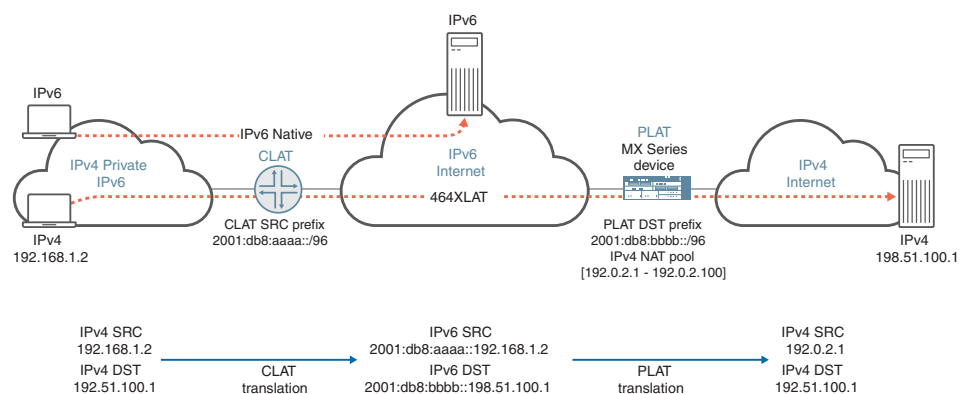 IPv6
IPv6
IPv6 Native
PLAT
MX Series
device
IPv4 Private
IPv6
CLAT
IPv6
Internet
IPv4
Internet
464XLAT
IPv4
192.168.1.2
CLAT SRC prefix
2001:db8:aaaa::/96
PLAT DST prefix
2001:db8:bbbb::/96
IPv4 NAT pool
[192.0.2.1 - 192.0.2.100]
IPv4
198.51.100.1
IPv4 SRC
192.168.1.2
IPv4 DST
192.51.100.1
CLAT
translation
IPv6 SRC
2001:db8:aaaa::192.168.1.2
IPv6 DST
2001:db8:bbbb::198.51.100.1
PLAT
translation
IPv4 SRC
192.0.2.1
IPv4 DST
192.51.100.1